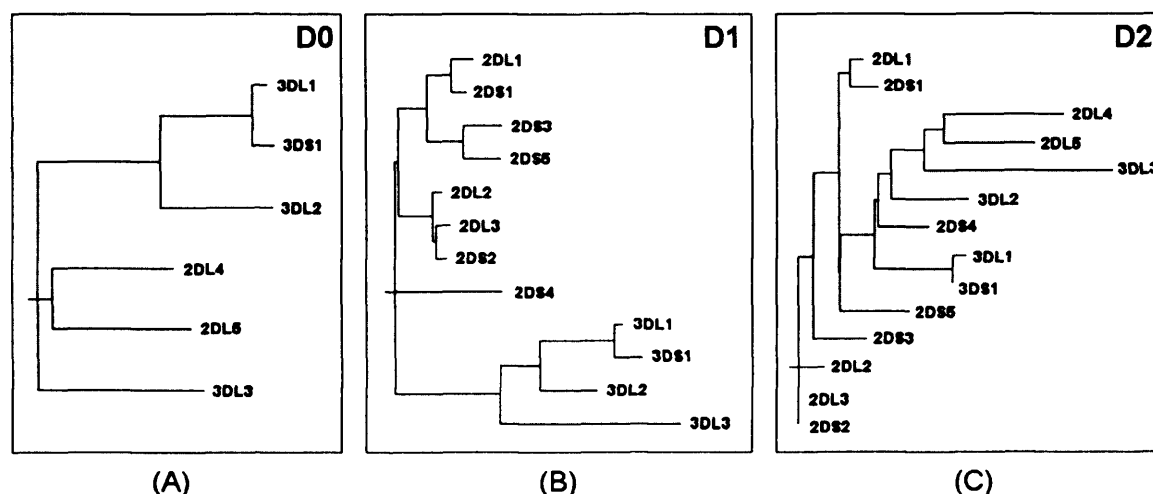 D0
3DL1
3DS1
3DL2
2DL4
2DL5
3DL3
(A)
D1
2DL1
2DS1
2DS3
2DS5
2DL2
2DL3
2DS2
2DS4
3DL1
3DS1
3DL2
3DL3
(B)
D2
2DL1
2DS1
2DL4
2DL5
3DL3
3DL2
2DS4
3DL1
3DS1
2DS5
2DS3
2DL2
2DL3
2DS2
(C)